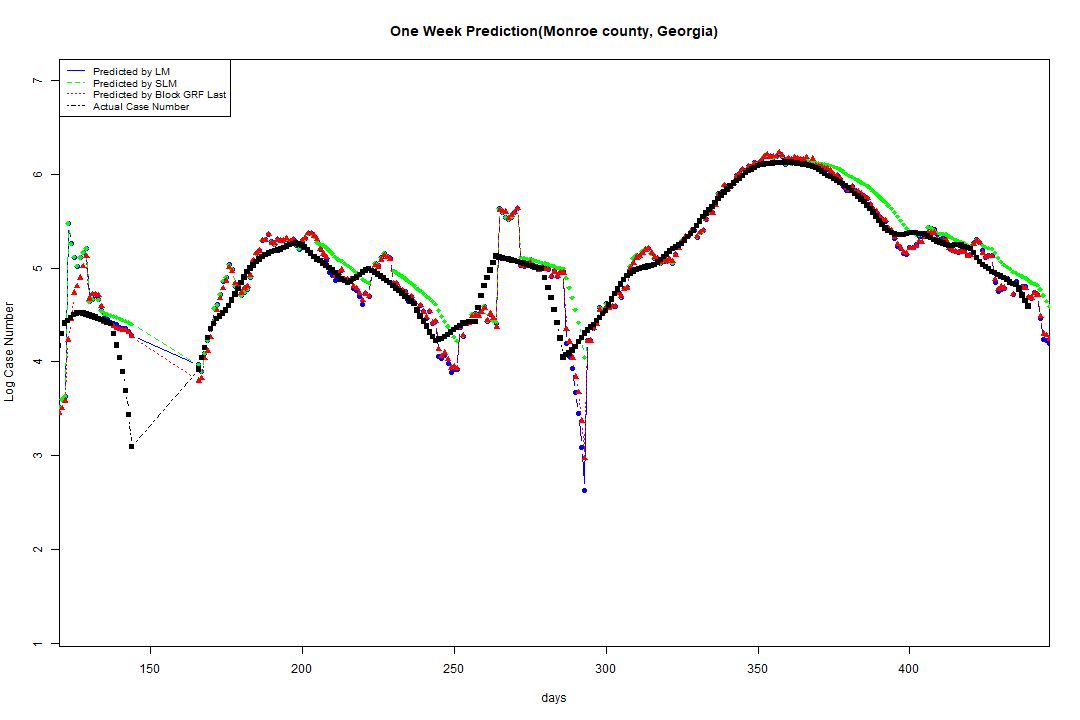 One Week Prediction(Monroe county, Georgia)
Predicted by LM
Predicted by SLM
Predicted by Block GRF Last
Actual Case Number
7
6
5
4
3
2
1
Log Case Number
150 200 250 300 350 400
days